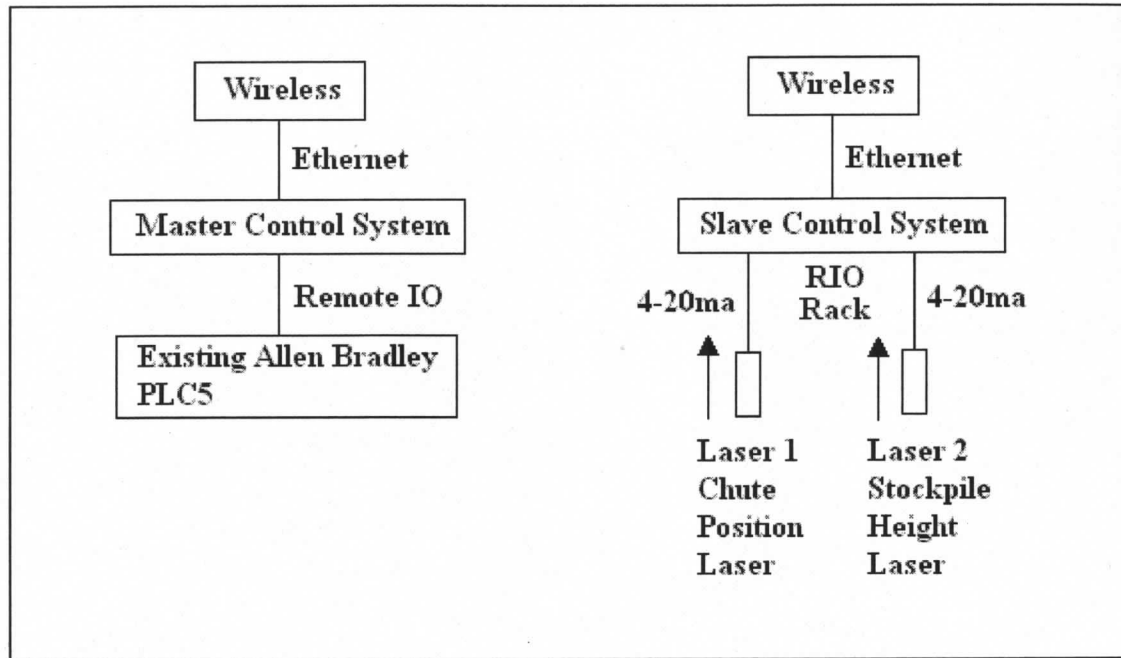 Wireless
Ethernet
Master Control System
Remote IO
Existing Allen Bradley
PLC5
Wireless
Ethernet
Slave Control System
4-20ma
RIO
Rack
4-20ma
Laser 1
Chute
Position
Laser
Laser 2
Stockpile
Height
Laser